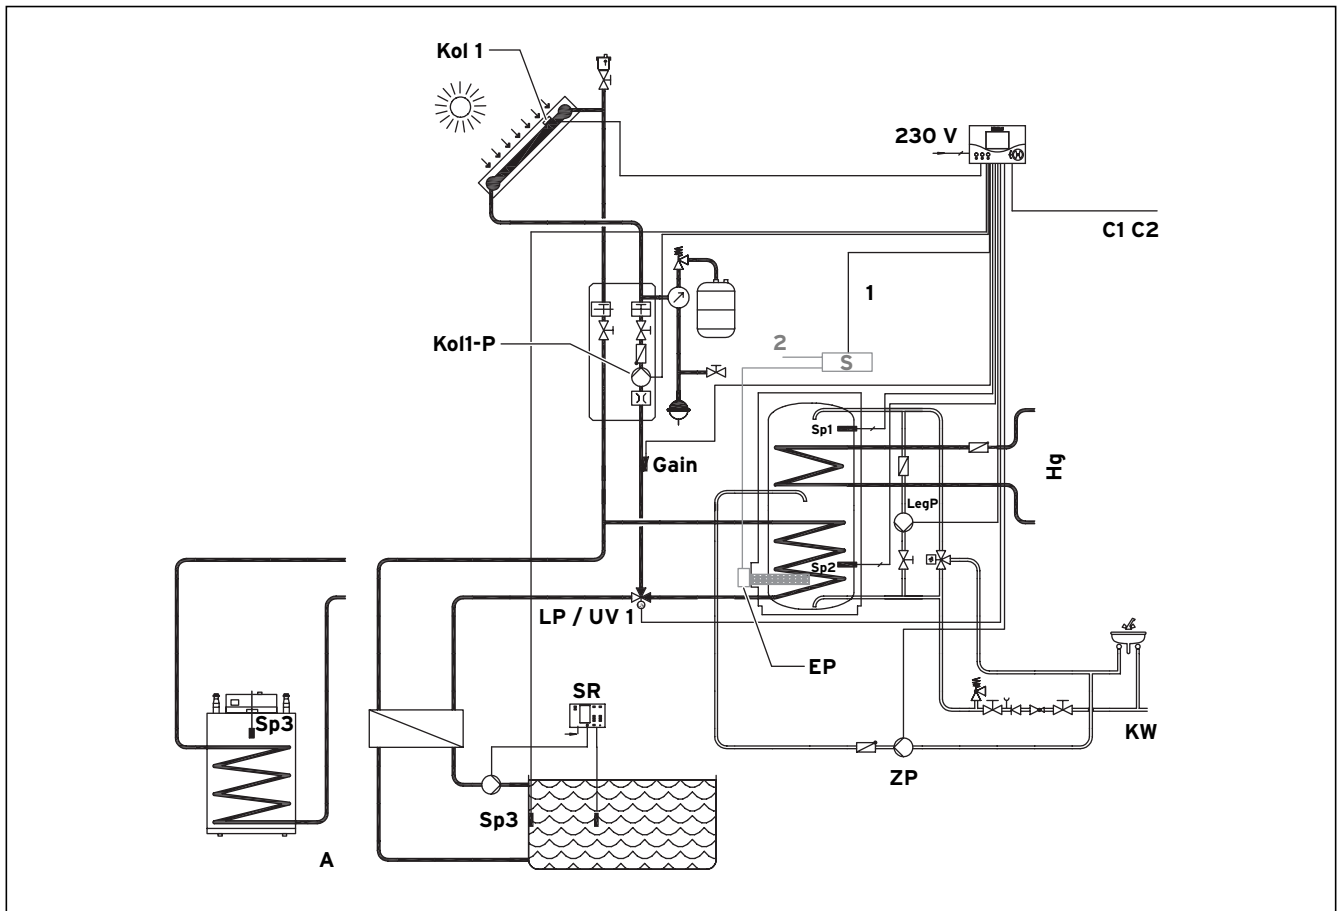 Kol 1
230 V
C1 C2
1
Kol1-P
2
S
Sp1
Gain
Hg
LegP
Sp2
LP / UV 1
EP
SR
Sp3
KW
ZP
Sp3
A